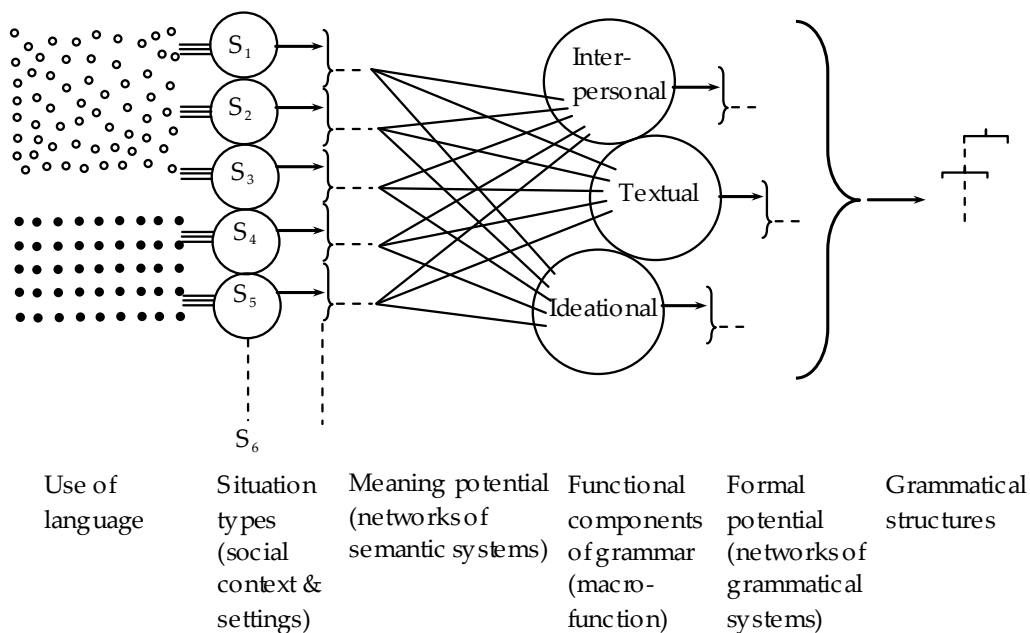 S1
S2
S3
S4
S5
S6
Inter-
personal
Textual
Ideational
Use of
language
Situation
types
(social
context &
settings)
Meaning potential
(networks of
semantic systems)
Functional
components
of grammar
(macro-
function)
Formal
potential
(networks of
grammatical
systems)
Grammatical
structures